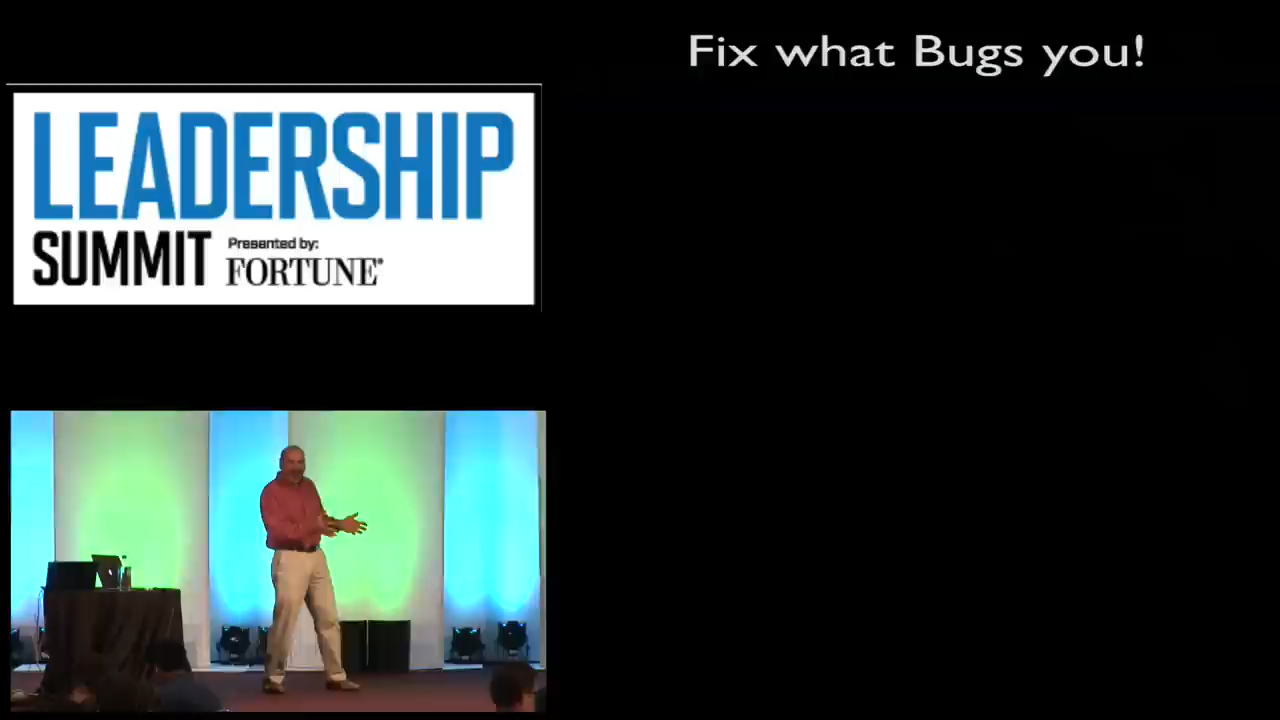 Fix what Bugs you!
LEADERSHIP
SUMMIT
Presented by:
FORTUNE®